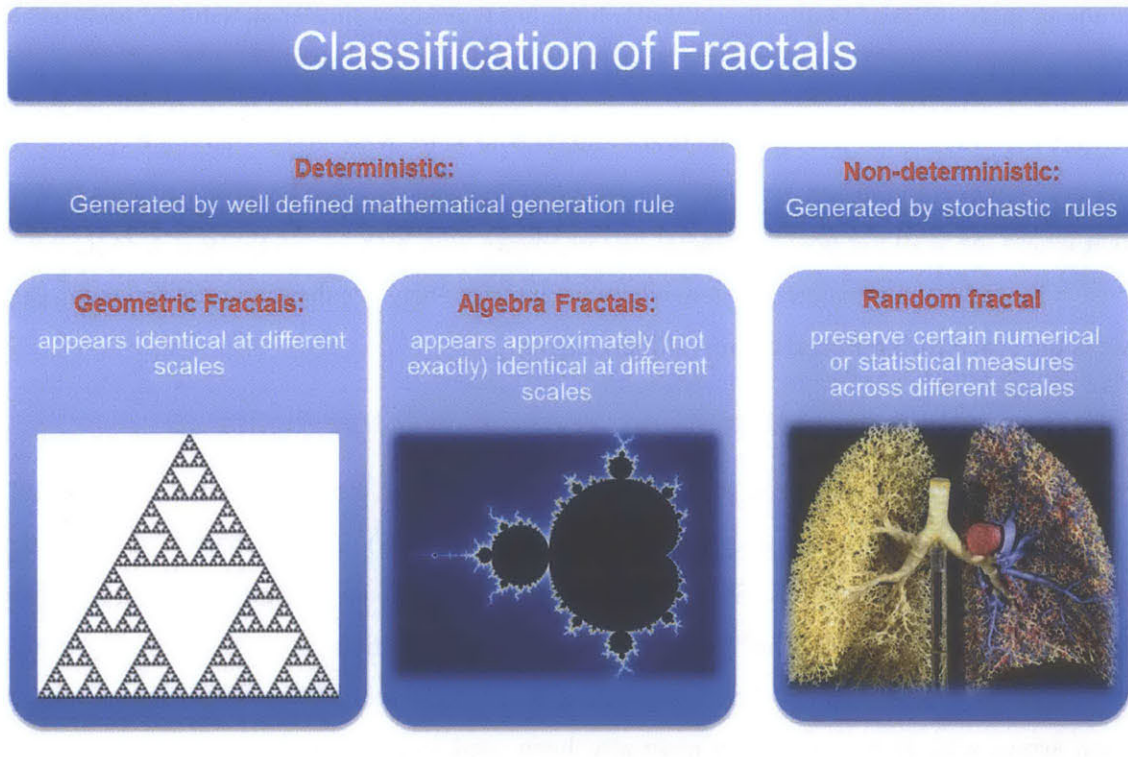 Classification of Fractals
Deterministic:
Generated by well defined mathematical generation rule
Non-deterministic:
Generated by stochastic rules
Geometric Fractals:
appears identical at different
scales
Algebra Fractals:
appears approximately (not
exactly) identical at different
scales
Random fractal
preserve certain numerical
or statistical measures
across different scales